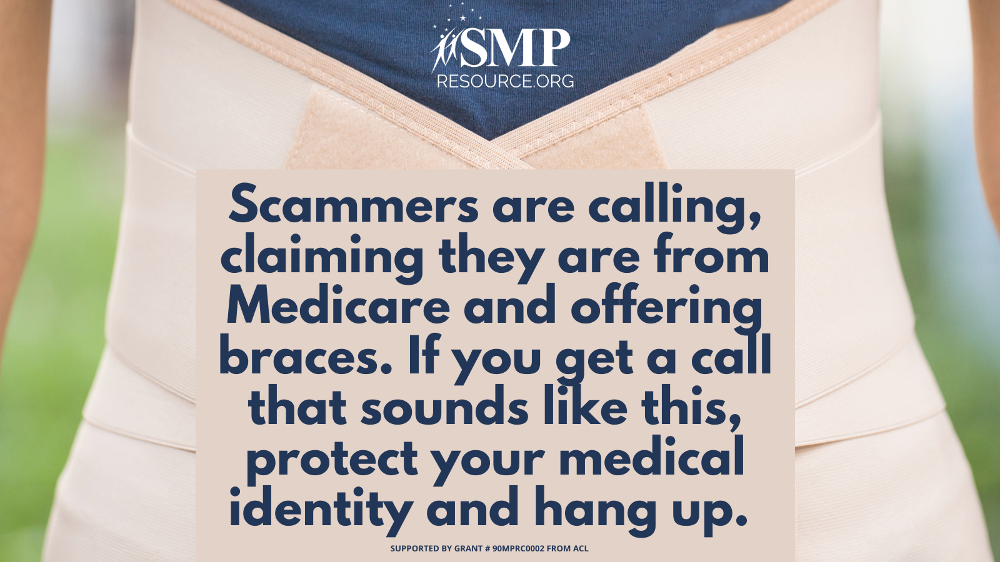 SMP
RESOURCE.ORG
Scammers are calling,
claiming they are from
Medicare and offering
braces. If you get a call
that sounds like this,
protect your medical
identity and hang up.
SUPPORTED BY GRANT # 90MPRC0002 FROM ACL